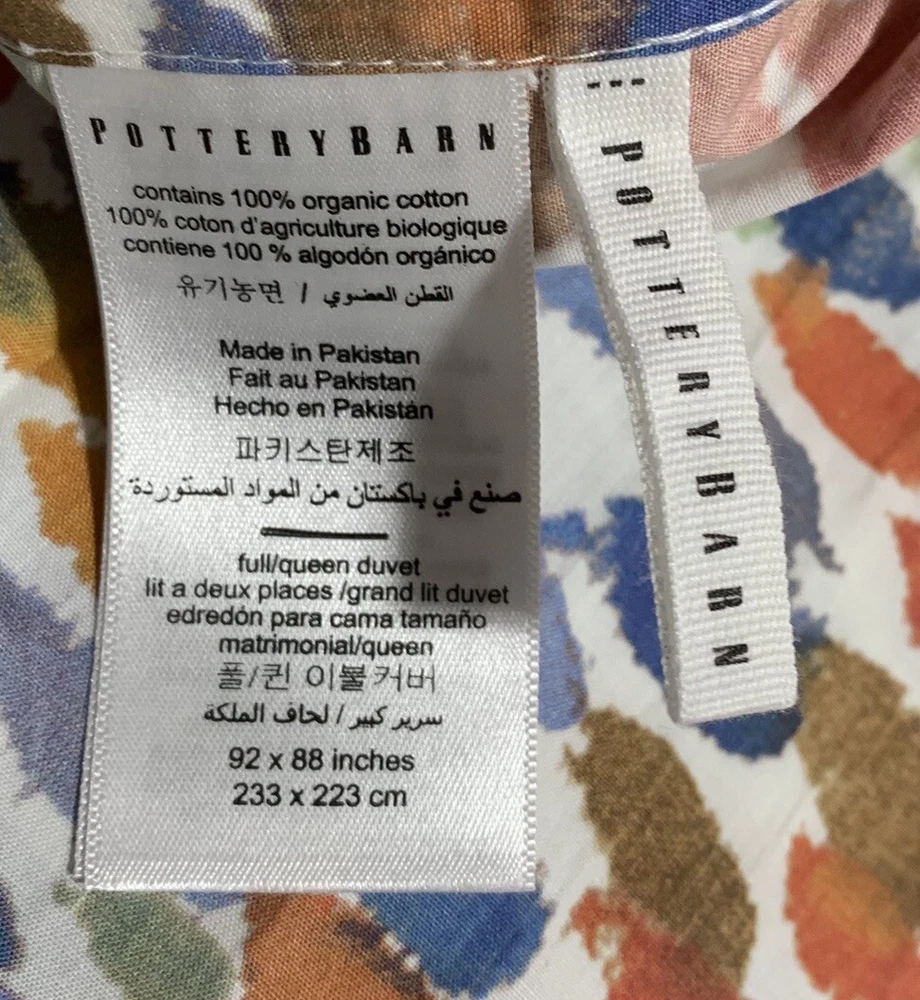 POTTERYBARN
contains 100% organic cotton
100% coton d'agriculture biologique
contiene 100 % algodón orgánico
유기농면 / القطن العضوي
Made in Pakistan
Fait au Pakistan
Hecho en Pakistán
파키스탄제조
صنع في باكستان من المواد المستوردة
full/queen duvet
lit a deux places /grand lit duvet
edredón para cama tamaño
matrimonial/queen
풀/퀸 이불커버
سرير كبير / لحاف الملكة
92 x 88 inches
233 x 223 cm
POTTERYBARN